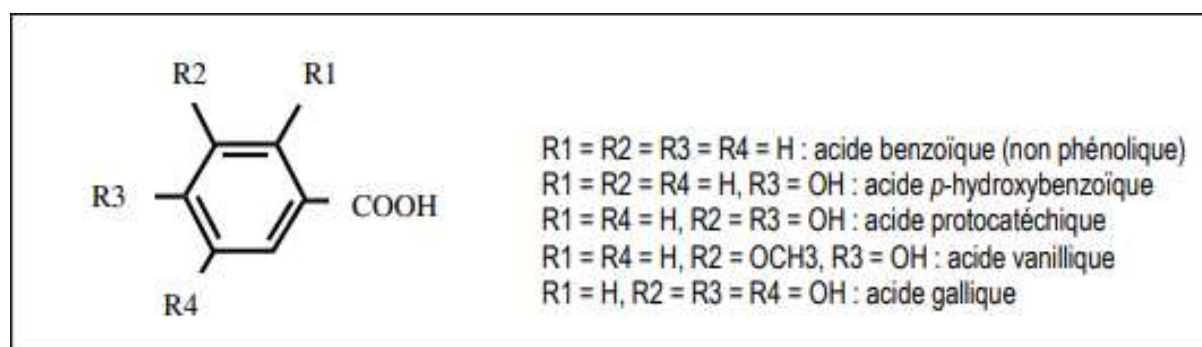 R2 R1
R3
COOH
R4
R1 = R2 = R3 = R4 = H : acide benzoïque (non phénolique)
R1 = R2 = R4 = H, R3 = OH : acide p-hydroxybenzoïque
R1 = R4 = H, R2 = R3 = OH : acide protocatéchique
R1 = R4 = H, R2 = OCH3, R3 = OH : acide vanillique
R1 = H, R2 = R3 = R4 = OH : acide gallique